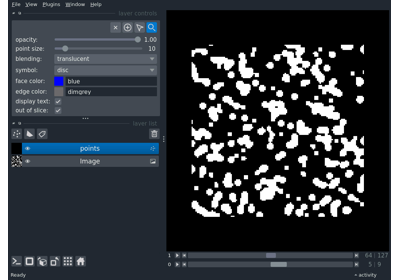 File View Plugins Window Help
layer controls
opacity: 1.00
point size: 10
blending: translucent
symbol: disc
face color: blue
edge color: dimgrey
display text:
out of slice:
layer list
points
Image
1 64 127
0 5 9
Ready activity